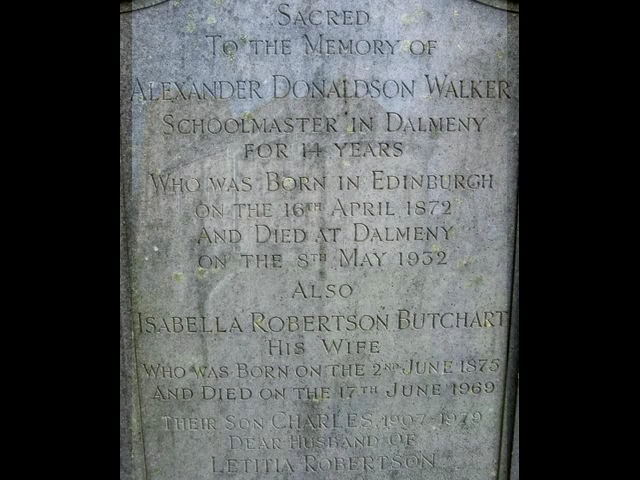 SACRED
TO THE MEMORY OF
ALEXANDER DONALDSON WALKER
SCHOOLMASTER IN DALMENY
FOR 14 YEARS
WHO WAS BORN IN EDINBURGH
ON THE 16TH APRIL 1872
AND DIED AT DALMENY
ON THE 8TH MAY 1932
ALSO
ISABELLA ROBERTSON BUTCHART
HIS WIFE
WHO WAS BORN ON THE 2ND JUNE 1875
AND DIED ON THE 17TH JUNE 1969
THEIR SON CHARLES, 1907-1979
DEAR HUSBAND OF
LETITIA ROBERTSON